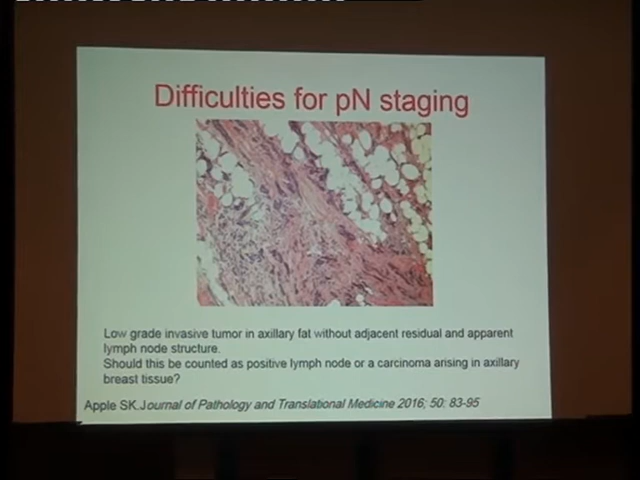 Difficulties for pN staging
Low grade invasive tumor in axillary fat without adjacent residual and apparent
lymph node structure.
Should this be counted as positive lymph node or a carcinoma arising in axillary
breast tissue?
Apple SK.Journal of Pathology and Translational Medicine 2016; 50: 83-95